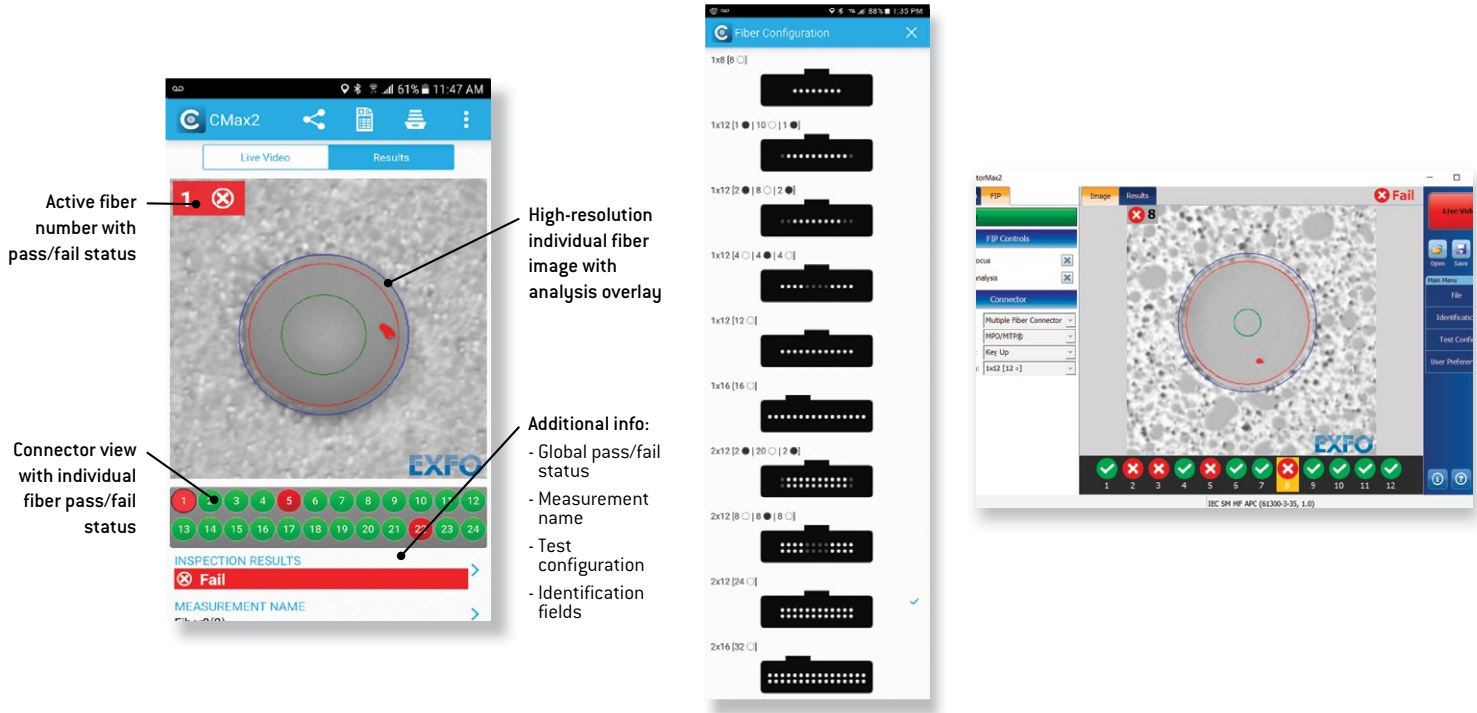 61% 11:47 AM
CMax2
Live Video
Results
1
EXFO
1 2 3 4 5 6 7 8 9 10 11 12
13 14 15 16 17 18 19 20 21 22 23 24
INSPECTION RESULTS
Fail
MEASUREMENT NAME
Active fiber
number with
pass/fail status
Connector view
with individual
fiber pass/fail
status
High-resolution
individual fiber
image with
analysis overlay
Additional info:
- Global pass/fail
status
- Measurement
name
- Test
configuration
- Identification
fields
88% 1:35 PM
Fiber Configuration
1x8 [8 ○]
1x12 [1 ● | 10 ○ | 1 ●]
1x12 [2 ● | 8 ○ | 2 ●]
1x12 [4 ○ | 4 ● | 4 ○]
1x12 [12 ○]
1x16 [16 ○]
2x12 [2 ● | 20 ○ | 2 ●]
2x12 [8 ○ | 8 ● | 8 ○]
2x12 [24 ○]
2x16 [32 ○]
torMax2
FIP
FIP Controls
ocus
nalysis
Connector
Multiple Fiber Connector
MPO/MTP®
Key Up
1x12 [12 ○]
Image
Results
Fail
8
EXFO
1 2 3 4 5 6 7 8 9 10 11 12
IEC SM MF APC (61300-3-35, 1.0)
Live Vid
Open
Save
Main Menu
File
Identificatio
Test Confi
User Preferen